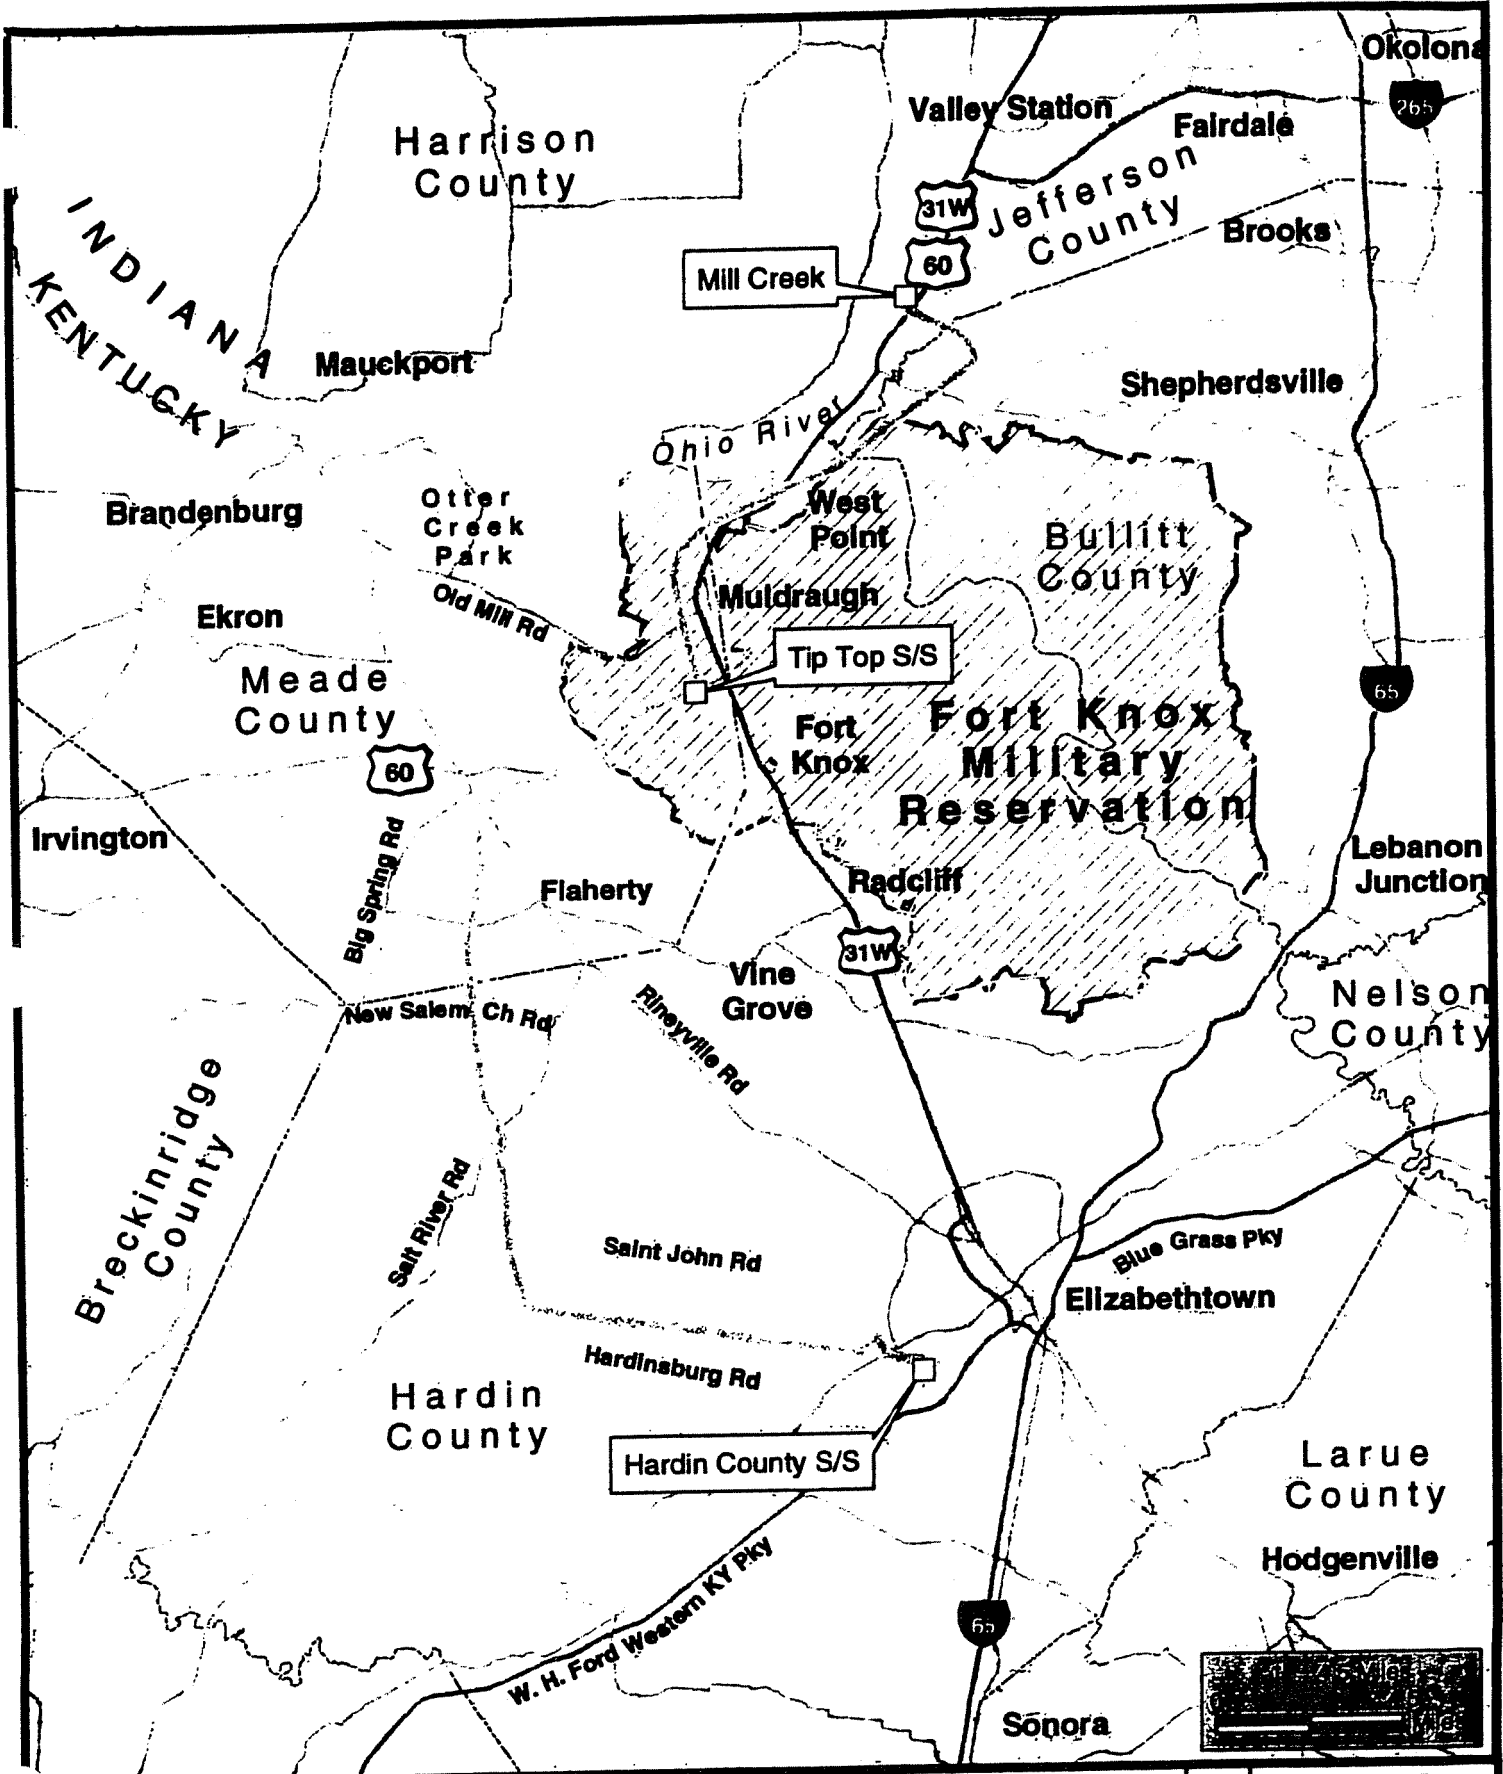 Okolona
265
Valley Station
Fairdale
Harrison
County
Jefferson
County
31W
60
Brooks
INDIANA
KENTUCKY
Mill Creek
Mauckport
Shepherdsville
Ohio River
Brandenburg
Otter
Creek
Park
West
Point
Bullitt
County
Old Mill Rd
Muldraugh
Ekron
Tip Top S/S
Meade
County
65
Fort
Knox
Fort Knox
Military
Reservation
60
Irvington
Big Spring Rd
Flaherty
Radcliff
Lebanon
Junction
31W
Vine
Grove
New Salem Ch Rd
Rineyville Rd
Nelson
County
Breckinridge
County
Salt River Rd
Saint John Rd
Blue Grass Pky
Elizabethtown
Hardinsburg Rd
Hardin
County
Hardin County S/S
Larue
County
Hodgenville
W. H. Ford Western KY Pky
65
Sonora
Miles